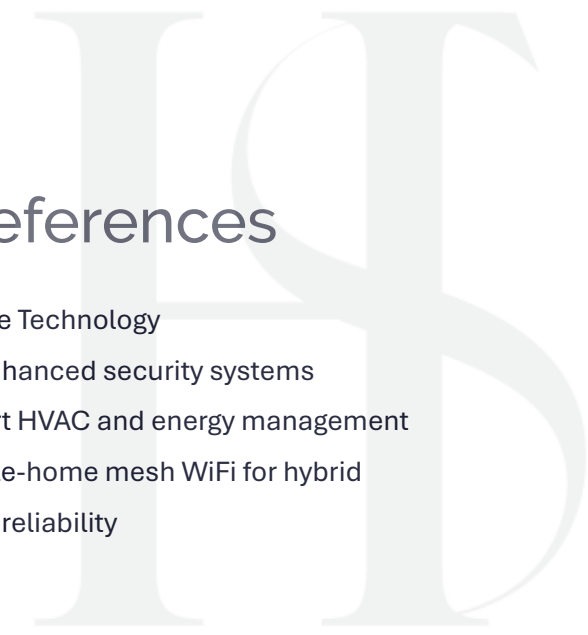 eferences
e Technology
hanced security systems
t HVAC and energy management
e-home mesh WiFi for hybrid
reliability